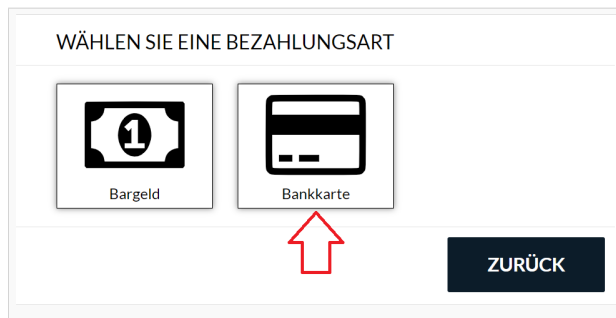 WÄHLEN SIE EINE BEZAHLUNGSART
1
Bargeld
Bankkarte
ZURÜCK